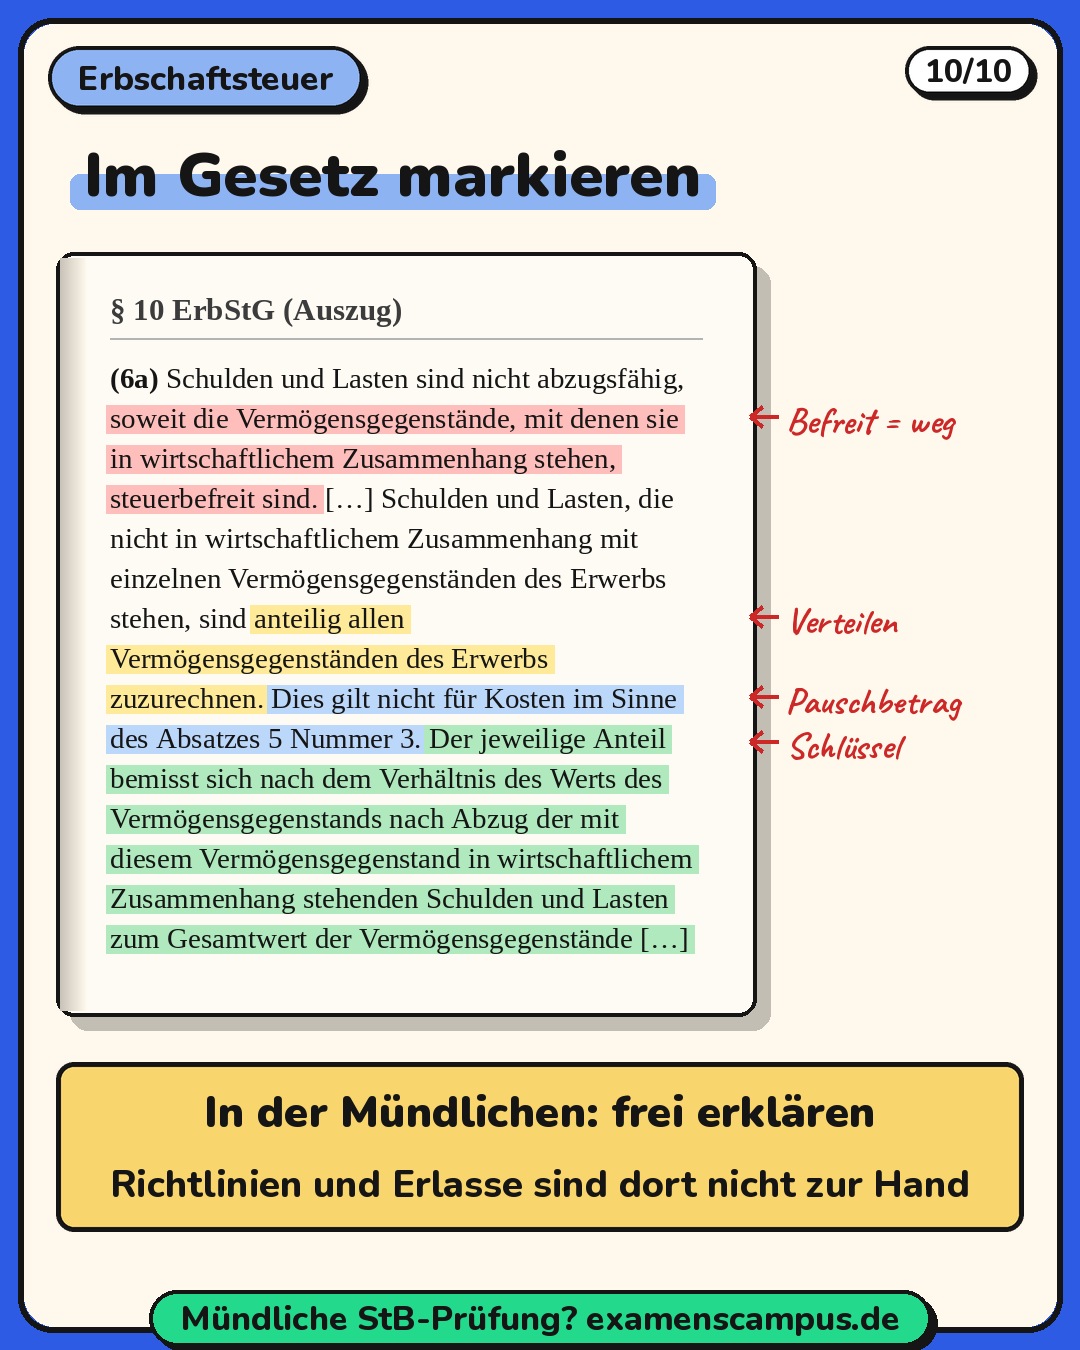 Erbschaftsteuer
10/10
Im Gesetz markieren
§ 10 ErbStG (Auszug)
(6a) Schulden und Lasten sind nicht abzugsfähig,
soweit die Vermögensgegenstände, mit denen sie
in wirtschaftlichem Zusammenhang stehen,
steuerbefreit sind. […] Schulden und Lasten, die
nicht in wirtschaftlichem Zusammenhang mit
einzelnen Vermögensgegenständen des Erwerbs
stehen, sind anteilig allen
Vermögensgegenständen des Erwerbs
zuzurechnen. Dies gilt nicht für Kosten im Sinne
des Absatzes 5 Nummer 3. Der jeweilige Anteil
bemisst sich nach dem Verhältnis des Werts des
Vermögensgegenstands nach Abzug der mit
diesem Vermögensgegenstand in wirtschaftlichem
Zusammenhang stehenden Schulden und Lasten
zum Gesamtwert der Vermögensgegenstände […]
Befreit = weg
Verteilen
Pauschbetrag
Schlüssel
In der Mündlichen: frei erklären
Richtlinien und Erlasse sind dort nicht zur Hand
Mündliche StB-Prüfung? examenscampus.de